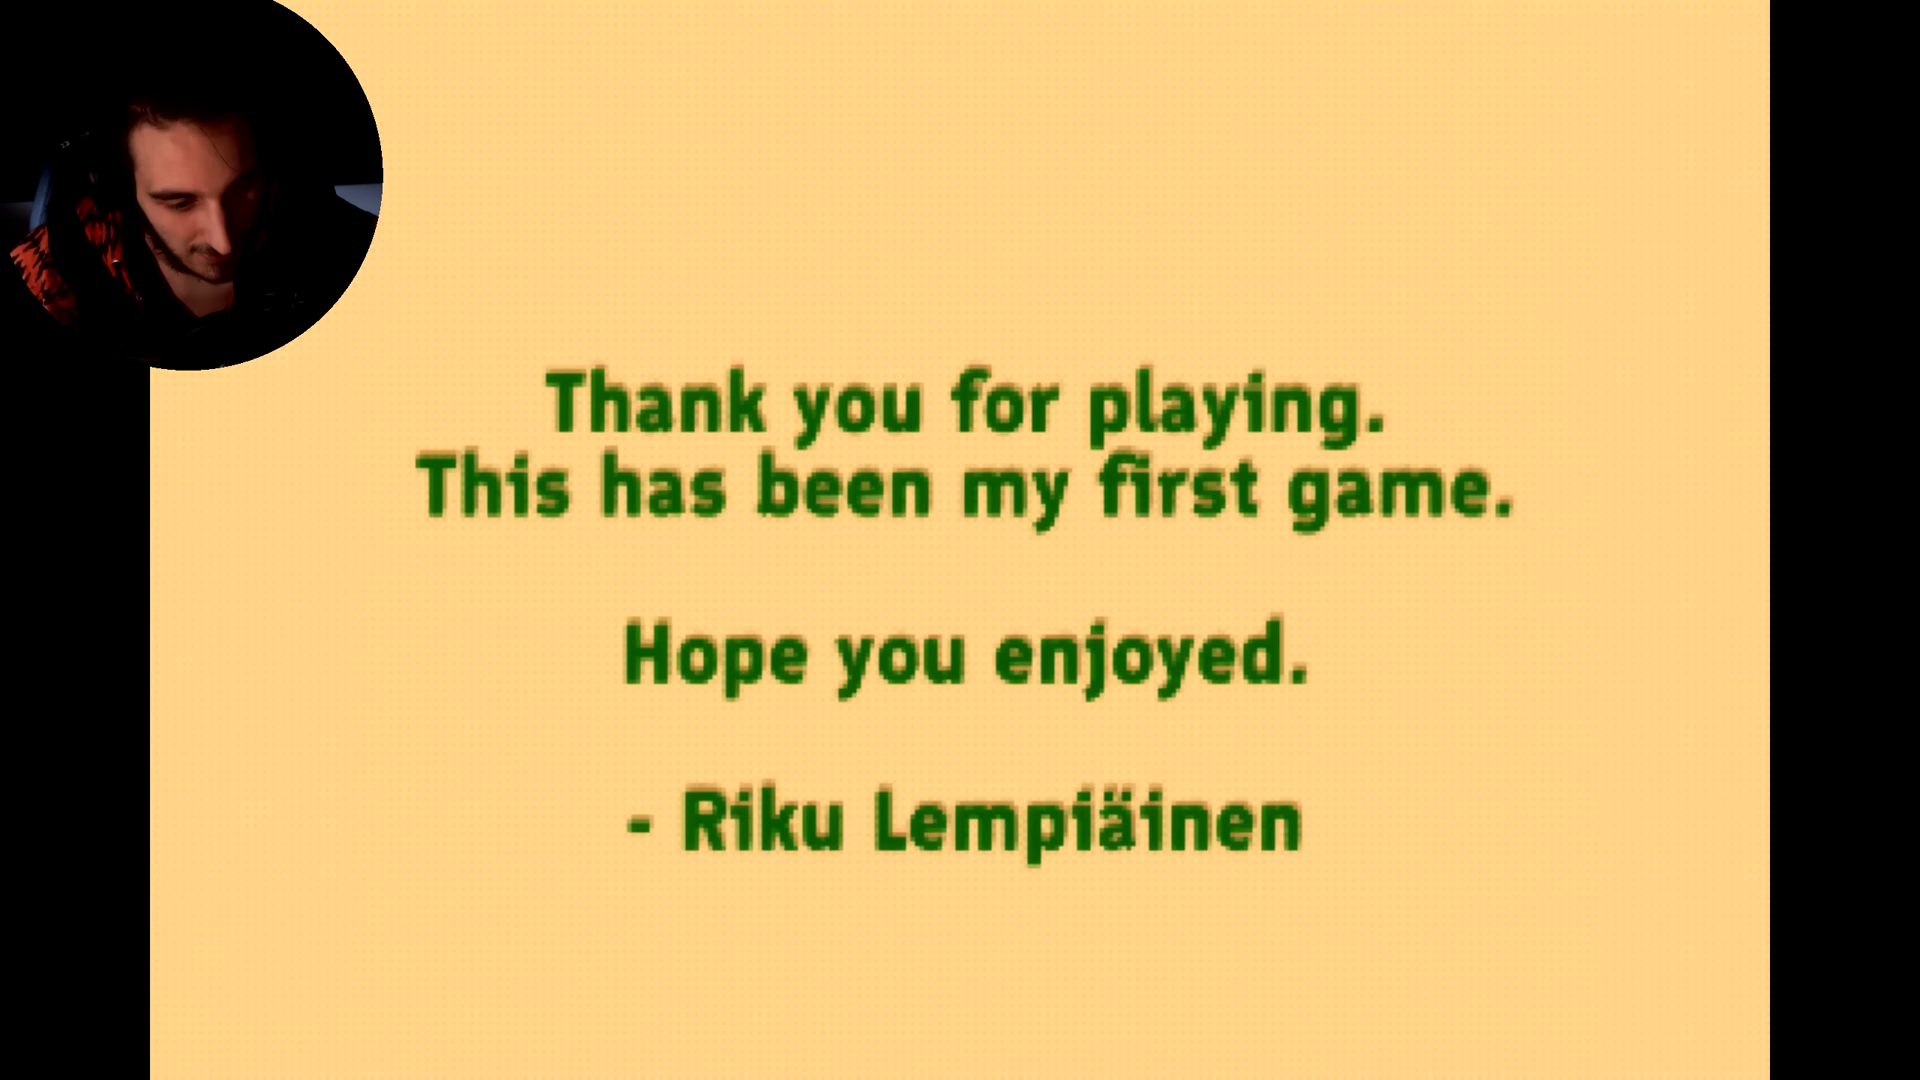 Thank you for playing.
This has been my first game.
Hope you enjoyed.
- Riku Lempiäinen